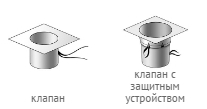 клапан
клапан с
защитным
устройством